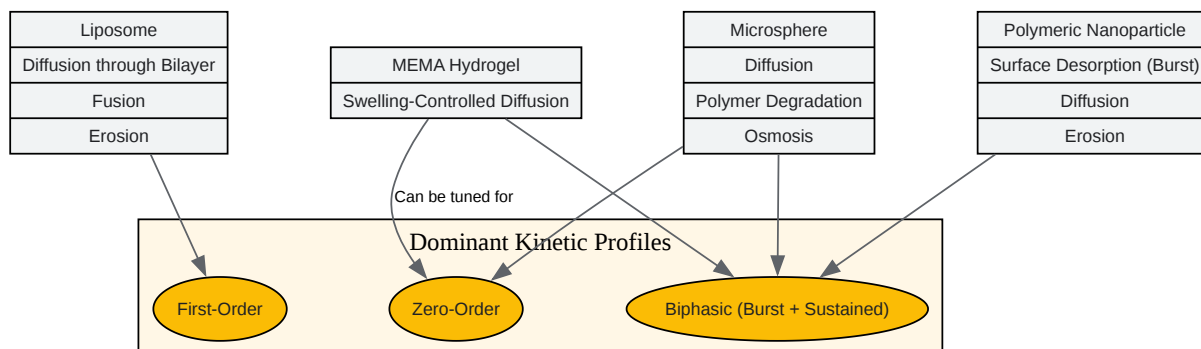 Liposome
Diffusion through Bilayer
Fusion
Erosion
MEMA Hydrogel
Swelling-Controlled Diffusion
Microsphere
Diffusion
Polymer Degradation
Osmosis
Polymeric Nanoparticle
Surface Desorption (Burst)
Diffusion
Erosion
Can be tuned for
Dominant Kinetic Profiles
First-Order
Zero-Order
Biphasic (Burst + Sustained)